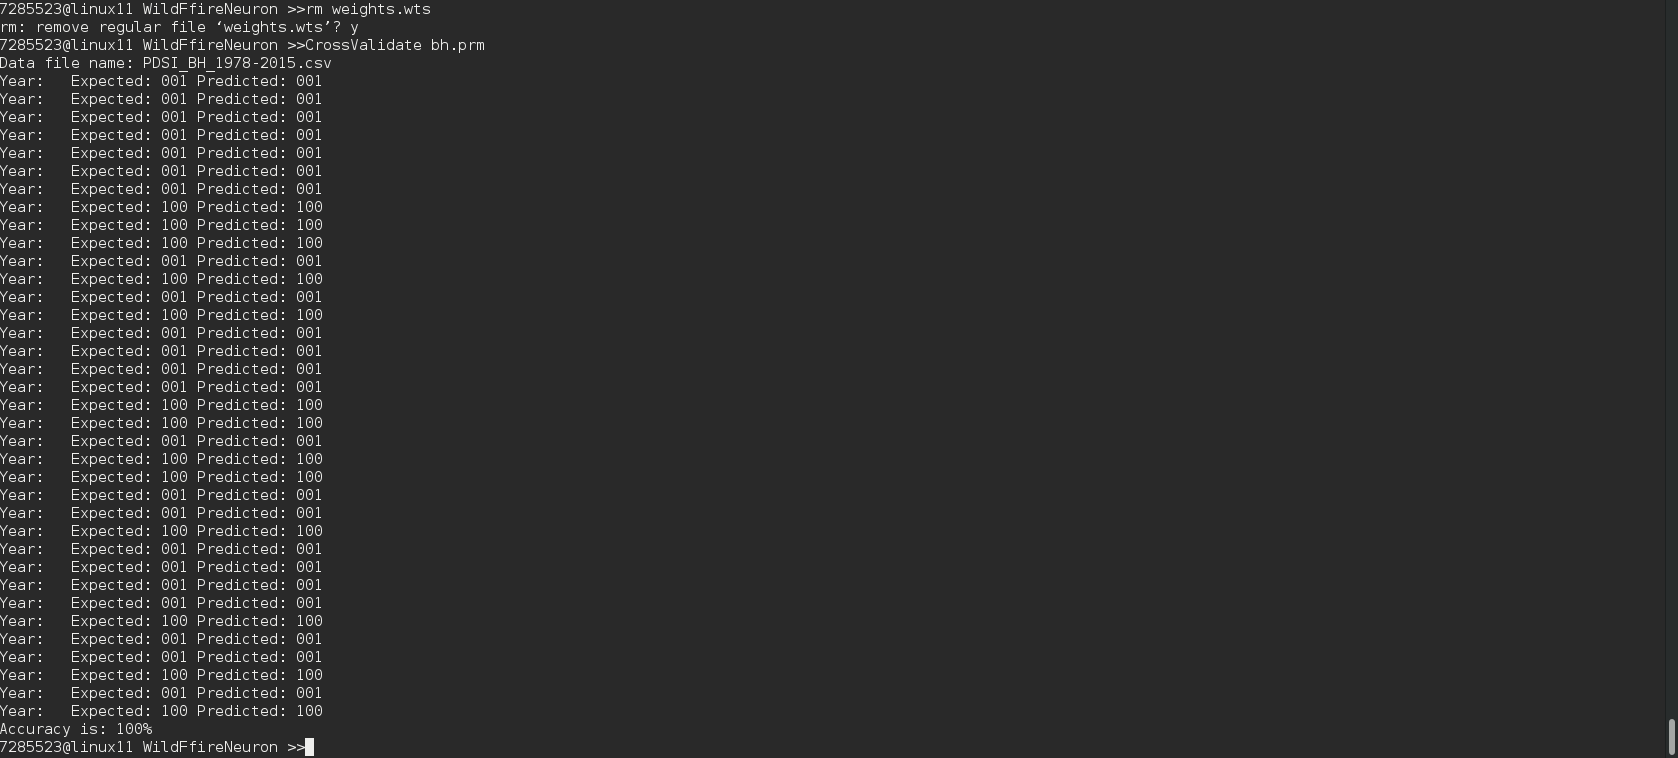 7285523@linux11 WildFfireNeuron >>rm weights.wts
rm: remove regular file ‘weights.wts’? y
7285523@linux11 WildFfireNeuron >>CrossValidate bh.prm
Data file name: PDSI_BH_1978-2015.csv
Year:   Expected: 001 Predicted: 001
Year:   Expected: 001 Predicted: 001
Year:   Expected: 001 Predicted: 001
Year:   Expected: 001 Predicted: 001
Year:   Expected: 001 Predicted: 001
Year:   Expected: 001 Predicted: 001
Year:   Expected: 001 Predicted: 001
Year:   Expected: 100 Predicted: 100
Year:   Expected: 100 Predicted: 100
Year:   Expected: 100 Predicted: 100
Year:   Expected: 001 Predicted: 001
Year:   Expected: 100 Predicted: 100
Year:   Expected: 001 Predicted: 001
Year:   Expected: 100 Predicted: 100
Year:   Expected: 001 Predicted: 001
Year:   Expected: 001 Predicted: 001
Year:   Expected: 001 Predicted: 001
Year:   Expected: 001 Predicted: 001
Year:   Expected: 100 Predicted: 100
Year:   Expected: 100 Predicted: 100
Year:   Expected: 001 Predicted: 001
Year:   Expected: 100 Predicted: 100
Year:   Expected: 100 Predicted: 100
Year:   Expected: 001 Predicted: 001
Year:   Expected: 001 Predicted: 001
Year:   Expected: 100 Predicted: 100
Year:   Expected: 001 Predicted: 001
Year:   Expected: 001 Predicted: 001
Year:   Expected: 001 Predicted: 001
Year:   Expected: 001 Predicted: 001
Year:   Expected: 100 Predicted: 100
Year:   Expected: 001 Predicted: 001
Year:   Expected: 001 Predicted: 001
Year:   Expected: 100 Predicted: 100
Year:   Expected: 001 Predicted: 001
Year:   Expected: 100 Predicted: 100
Accuracy is: 100%
7285523@linux11 WildFfireNeuron >>